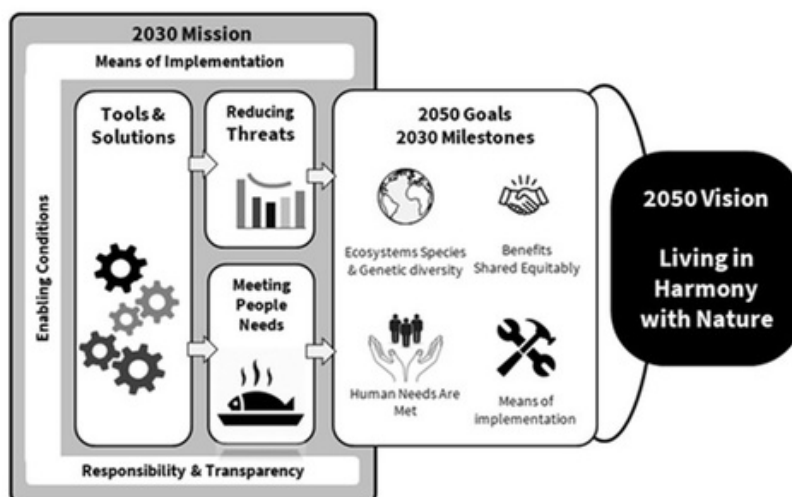 2030 Mission
Means of Implementation
Enabling Conditions
Tools &
Solutions
Reducing
Threats
Meeting
People
Needs
Responsibility & Transparency
2050 Goals
2030 Milestones
Ecosystems Species
& Genetic diversity
Benefits
Shared Equitably
Human Needs Are
Met
Means of
implementation
2050 Vision
Living in
Harmony
with Nature